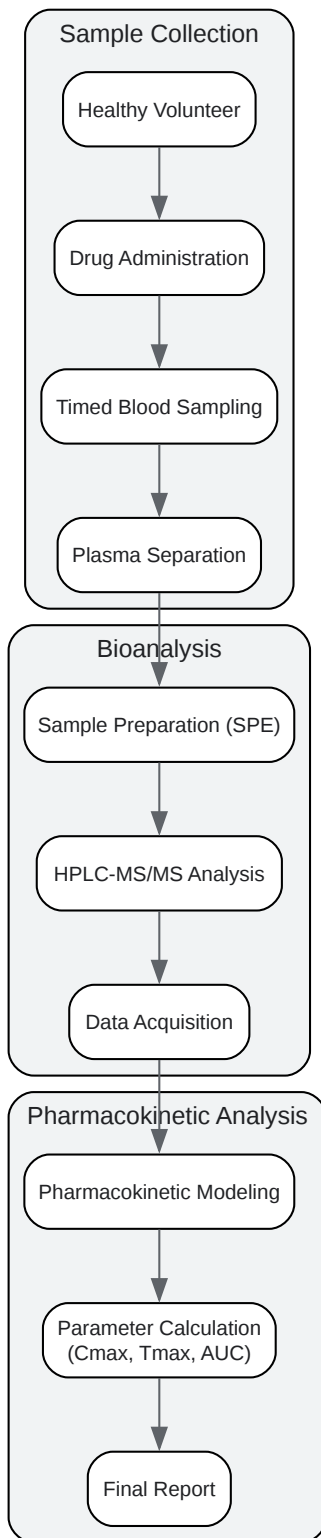 Sample Collection
Healthy Volunteer
Drug Administration
Timed Blood Sampling
Plasma Separation
Bioanalysis
Sample Preparation (SPE)
HPLC-MS/MS Analysis
Data Acquisition
Pharmacokinetic Analysis
Pharmacokinetic Modeling
Parameter Calculation
(Cmax, Tmax, AUC)
Final Report